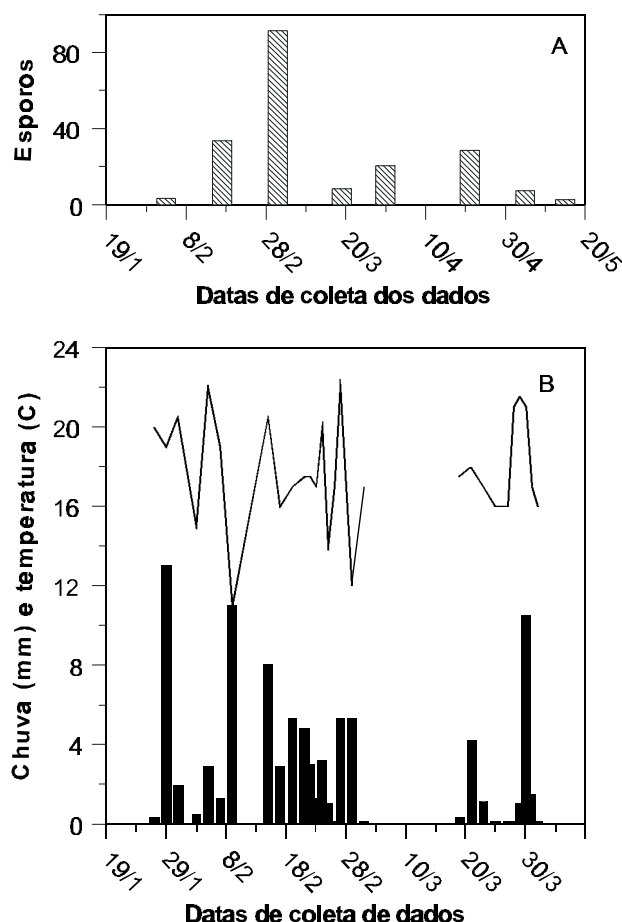 A
Esporos
80
40
0
19/1 8/2 28/2 20/3 10/4 30/4 20/5
Datas de coleta dos dados
B
Chuva (mm) e temperatura (C)
24
20
16
12
8
4
0
19/1 29/1 8/2 18/2 28/2 10/3 20/3 30/3
Datas de coleta de dados